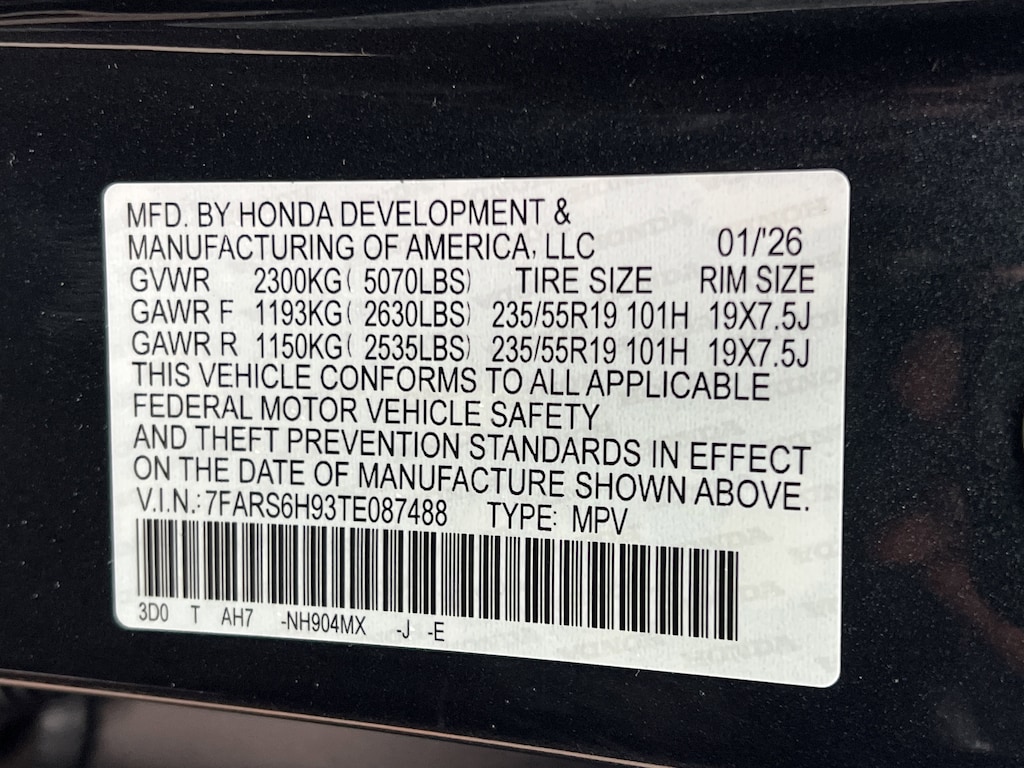 MFD. BY HONDA DEVELOPMENT &
MANUFACTURING OF AMERICA, LLC 01/'26
GVWR 2300KG( 5070LBS) TIRE SIZE RIM SIZE
GAWR F 1193KG( 2630LBS) 235/55R19 101H 19X7.5J
GAWR R 1150KG( 2535LBS) 235/55R19 101H 19X7.5J
THIS VEHICLE CONFORMS TO ALL APPLICABLE
FEDERAL MOTOR VEHICLE SAFETY
AND THEFT PREVENTION STANDARDS IN EFFECT
ON THE DATE OF MANUFACTURE SHOWN ABOVE.
V.I.N.: 7FARS6H93TE087488 TYPE: MPV
3D0 T AH7 -NH904MX -J -E